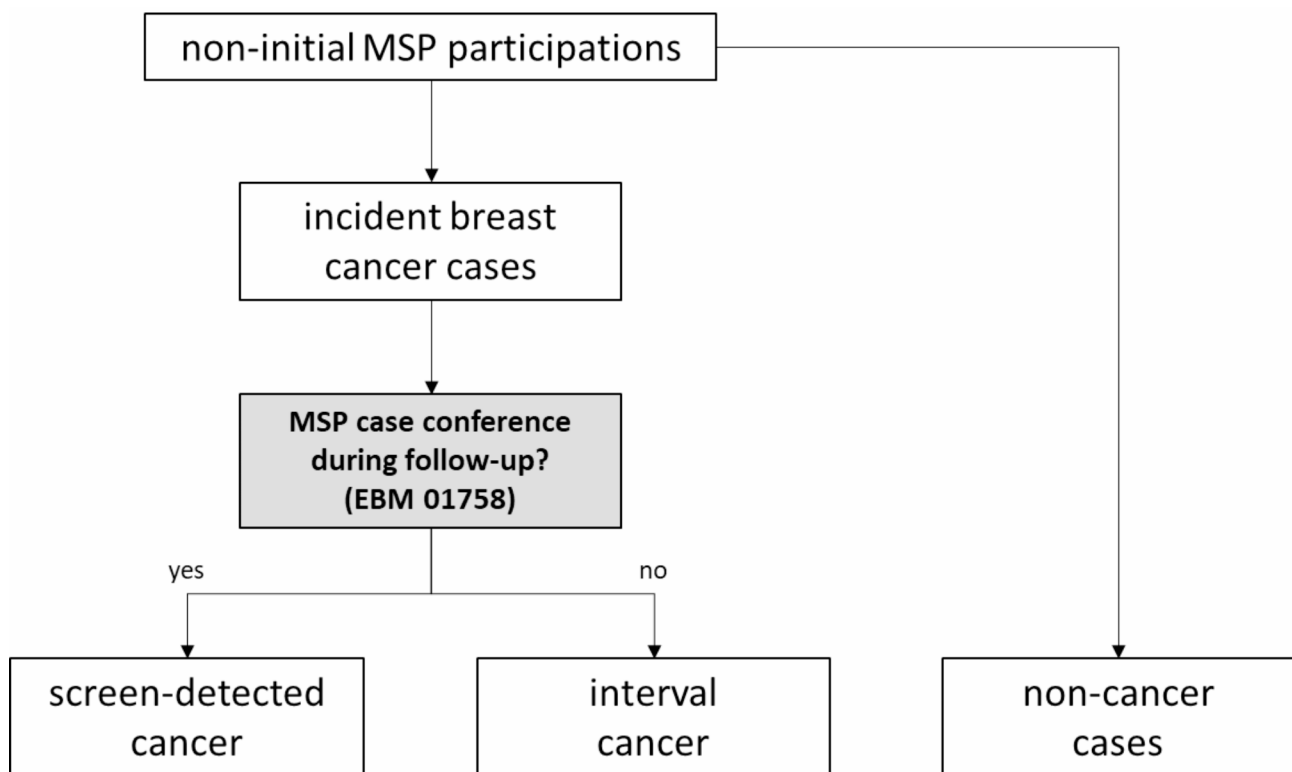 non-initial MSP participations
incident breast
cancer cases
MSP case conference
during follow-up?
(EBM 01758)
yes
no
screen-detected
cancer
interval
cancer
non-cancer
cases